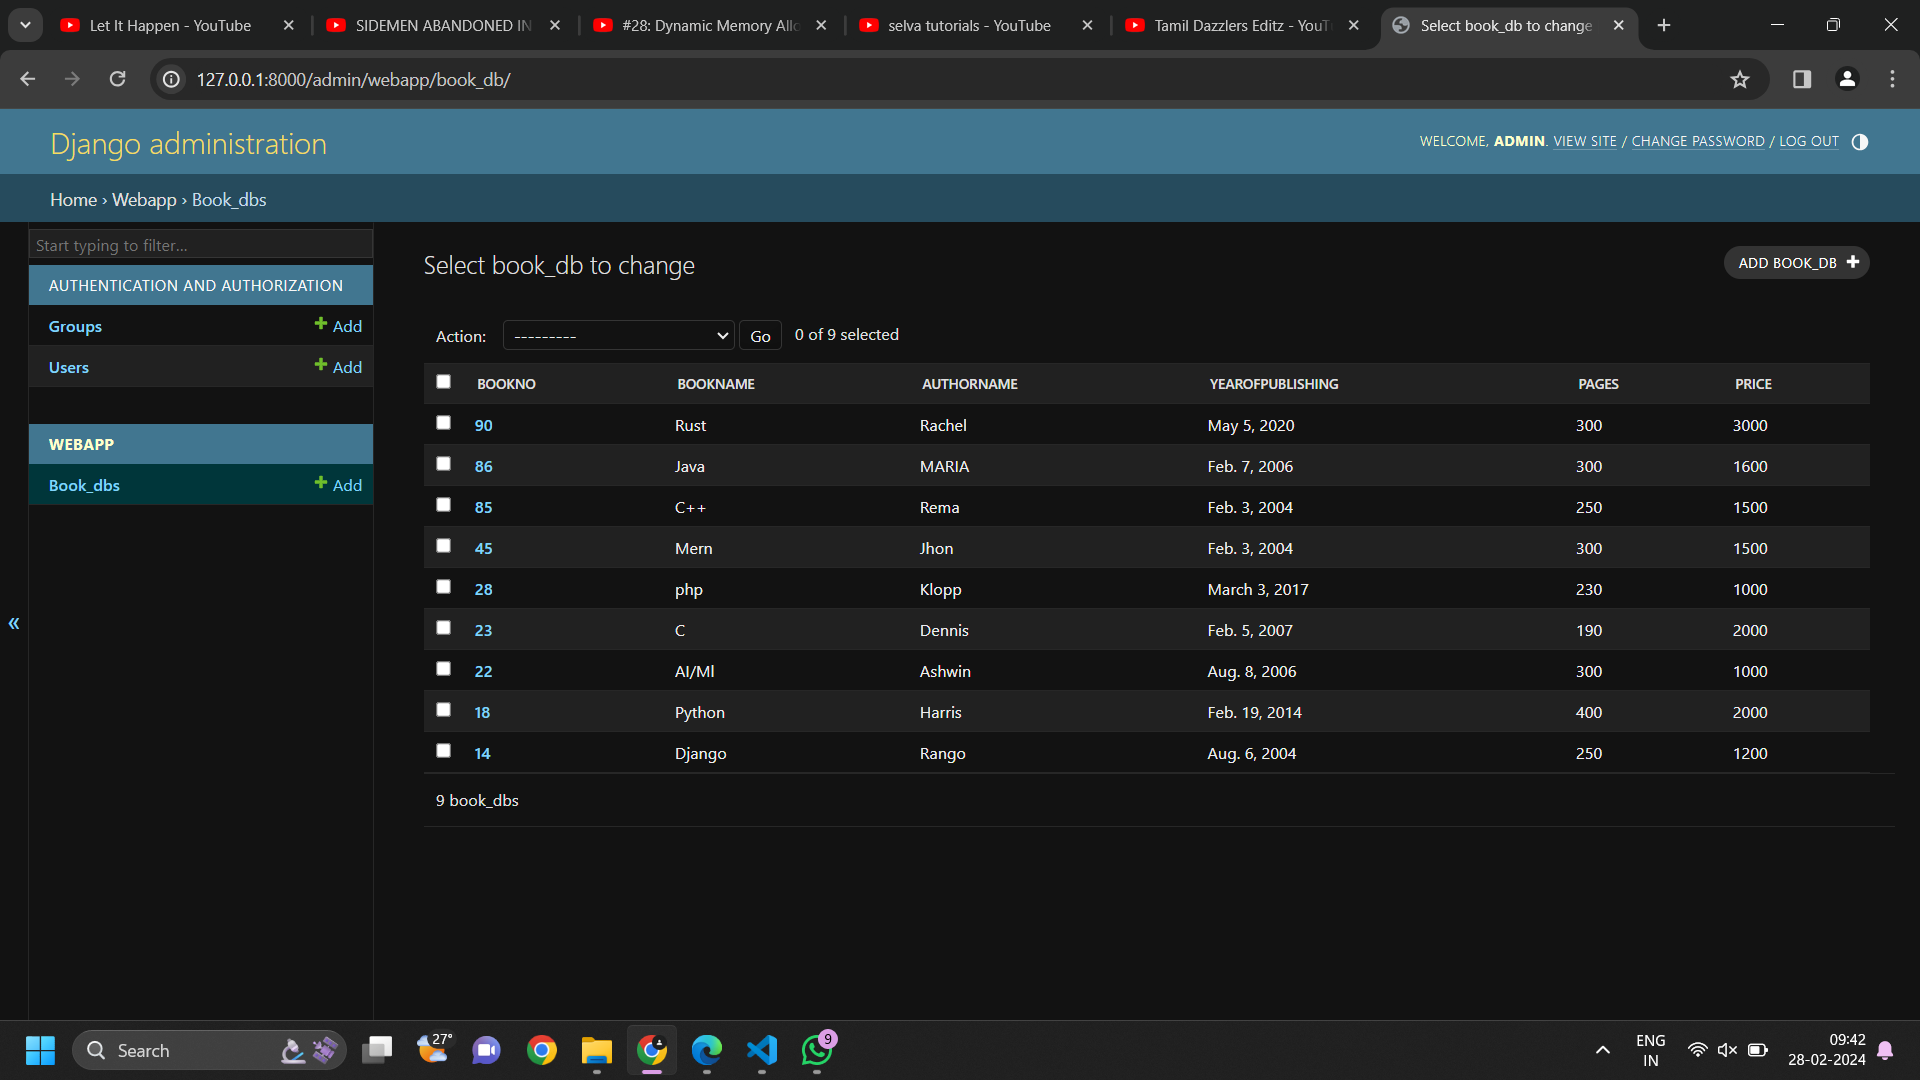 Let It Happen - YouTube
SIDEMEN ABANDONED IN
#28: Dynamic Memory Allo
selva tutorials - YouTube
Tamil Dazzlers Editz - YouT
Select book_db to change
127.0.0.1:8000/admin/webapp/book_db/
Django administration
WELCOME, ADMIN. VIEW SITE / CHANGE PASSWORD / LOG OUT
Home › Webapp › Book_dbs
Start typing to filter...
AUTHENTICATION AND AUTHORIZATION
Groups + Add
Users + Add
WEBAPP
Book_dbs + Add
«
Select book_db to change
ADD BOOK_DB +
Action: --------- Go 0 of 9 selected
BOOKNO BOOKNAME AUTHORNAME YEAROFPUBLISHING PAGES PRICE
90 Rust Rachel May 5, 2020 300 3000
86 Java MARIA Feb. 7, 2006 300 1600
85 C++ Rema Feb. 3, 2004 250 1500
45 Mern Jhon Feb. 3, 2004 300 1500
28 php Klopp March 3, 2017 230 1000
23 C Dennis Feb. 5, 2007 190 2000
22 AI/Ml Ashwin Aug. 8, 2006 300 1000
18 Python Harris Feb. 19, 2014 400 2000
14 Django Rango Aug. 6, 2004 250 1200
9 book_dbs
Search
27°
9
ENG
IN
09:42
28-02-2024